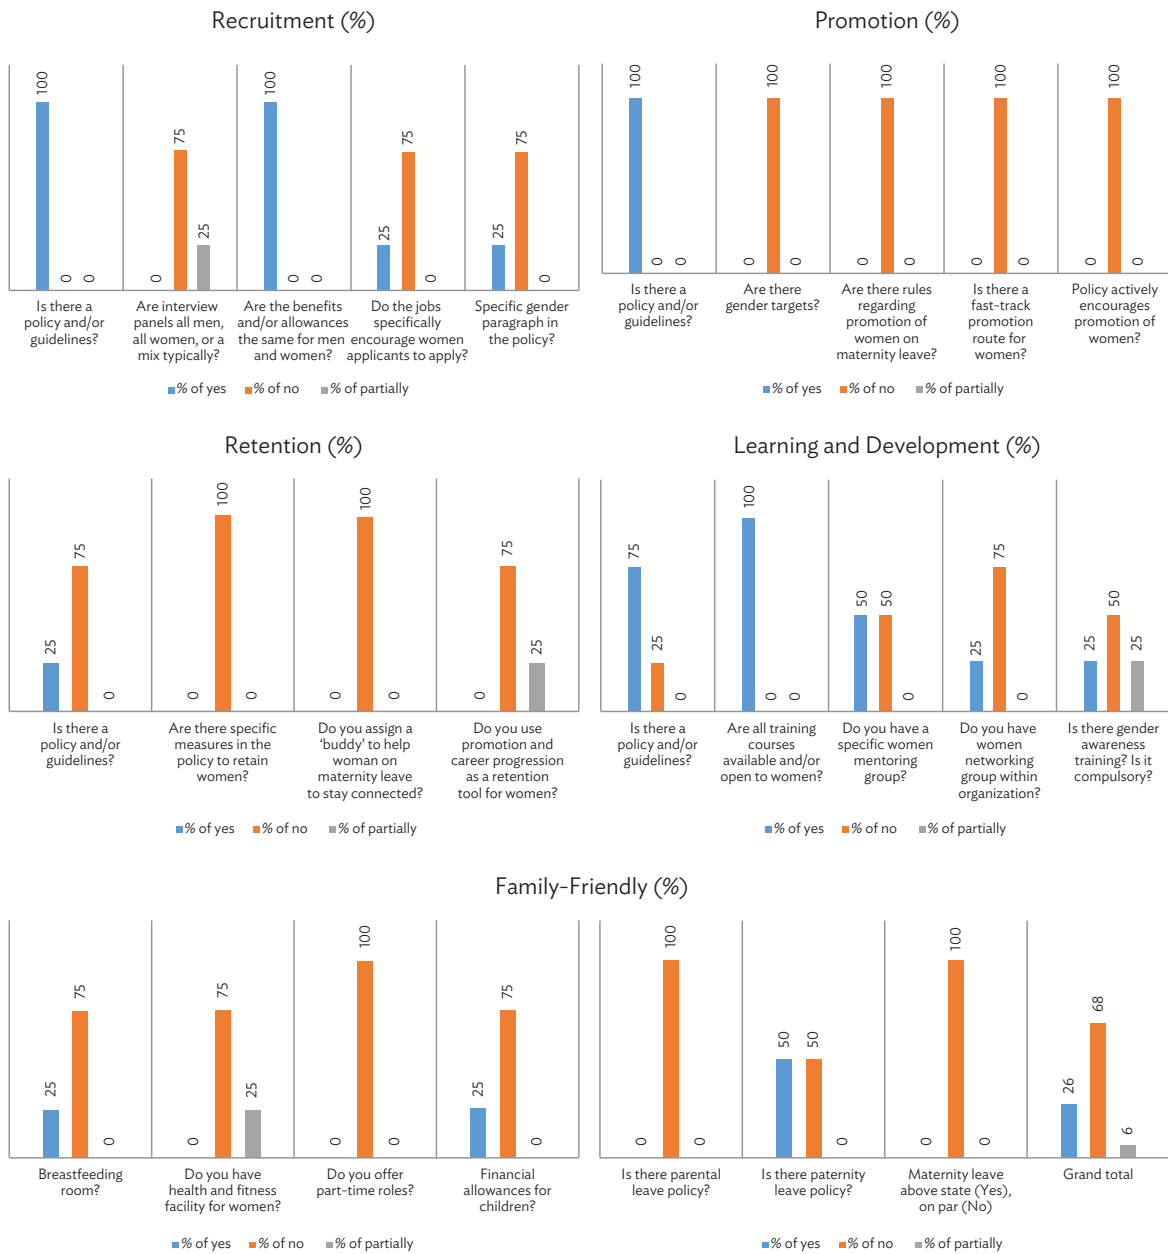 Recruitment (%)
100 0 0
0 75 25
100 0 0
25 75 0
25 75 0
Is there a
policy and/or
guidelines?
Are interview
panels all men,
all women, or a
mix typically?
Are the benefits
and/or allowances
the same for men
and women?
Do the jobs
specifically
encourage women
applicants to apply?
Specific gender
paragraph in
the policy?
% of yes % of no % of partially
Promotion (%)
100 0 0
0 100 0
0 100 0
0 100 0
0 100 0
Is there a
policy and/or
guidelines?
Are there
gender targets?
Are there rules
regarding
promotion of
women on
maternity leave?
Is there a
fast-track
promotion
route for
women?
Policy actively
encourages
promotion of
women?
% of yes % of no % of partially
Retention (%)
25 75 0
0 100 0
0 100 0
0 75 25
Is there a
policy and/or
guidelines?
Are there specific
measures in the
policy to retain
women?
Do you assign a
‘buddy’ to help
woman on
maternity leave
to stay connected?
Do you use
promotion and
career progression
as a retention
tool for women?
% of yes % of no % of partially
Learning and Development (%)
75 25 0
100 0 0
50 50 0
25 75 0
25 50 25
Is there a
policy and/or
guidelines?
Are all training
courses
available and/or
open to women?
Do you have a
specific women
mentoring
group?
Do you have
women
networking
group within
organization?
Is there gender
awareness
training? Is it
compulsory?
% of yes % of no % of partially
Family-Friendly (%)
25 75 0
0 75 25
0 100 0
25 75 0
Breastfeeding
room?
Do you have
health and fitness
facility for women?
Do you offer
part-time roles?
Financial
allowances for
children?
% of yes % of no % of partially
0 100 0
50 50 0
0 100 0
26 68 6
Is there parental
leave policy?
Is there paternity
leave policy?
Maternity leave
above state (Yes),
on par (No)
Grand total
% of yes % of no % of partially